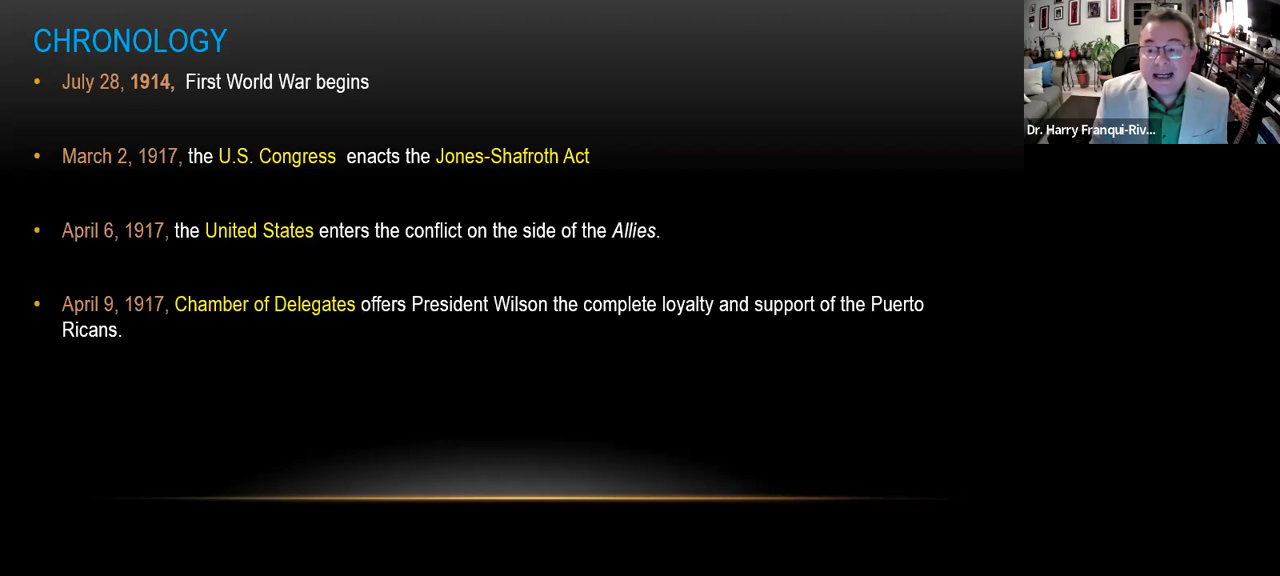 CHRONOLOGY
• July 28, 1914, First World War begins
• March 2, 1917, the U.S. Congress enacts the Jones-Shafroth Act
• April 6, 1917, the United States enters the conflict on the side of the Allies.
• April 9, 1917, Chamber of Delegates offers President Wilson the complete loyalty and support of the Puerto
Ricans.
Dr. Harry Franqui-Riv...